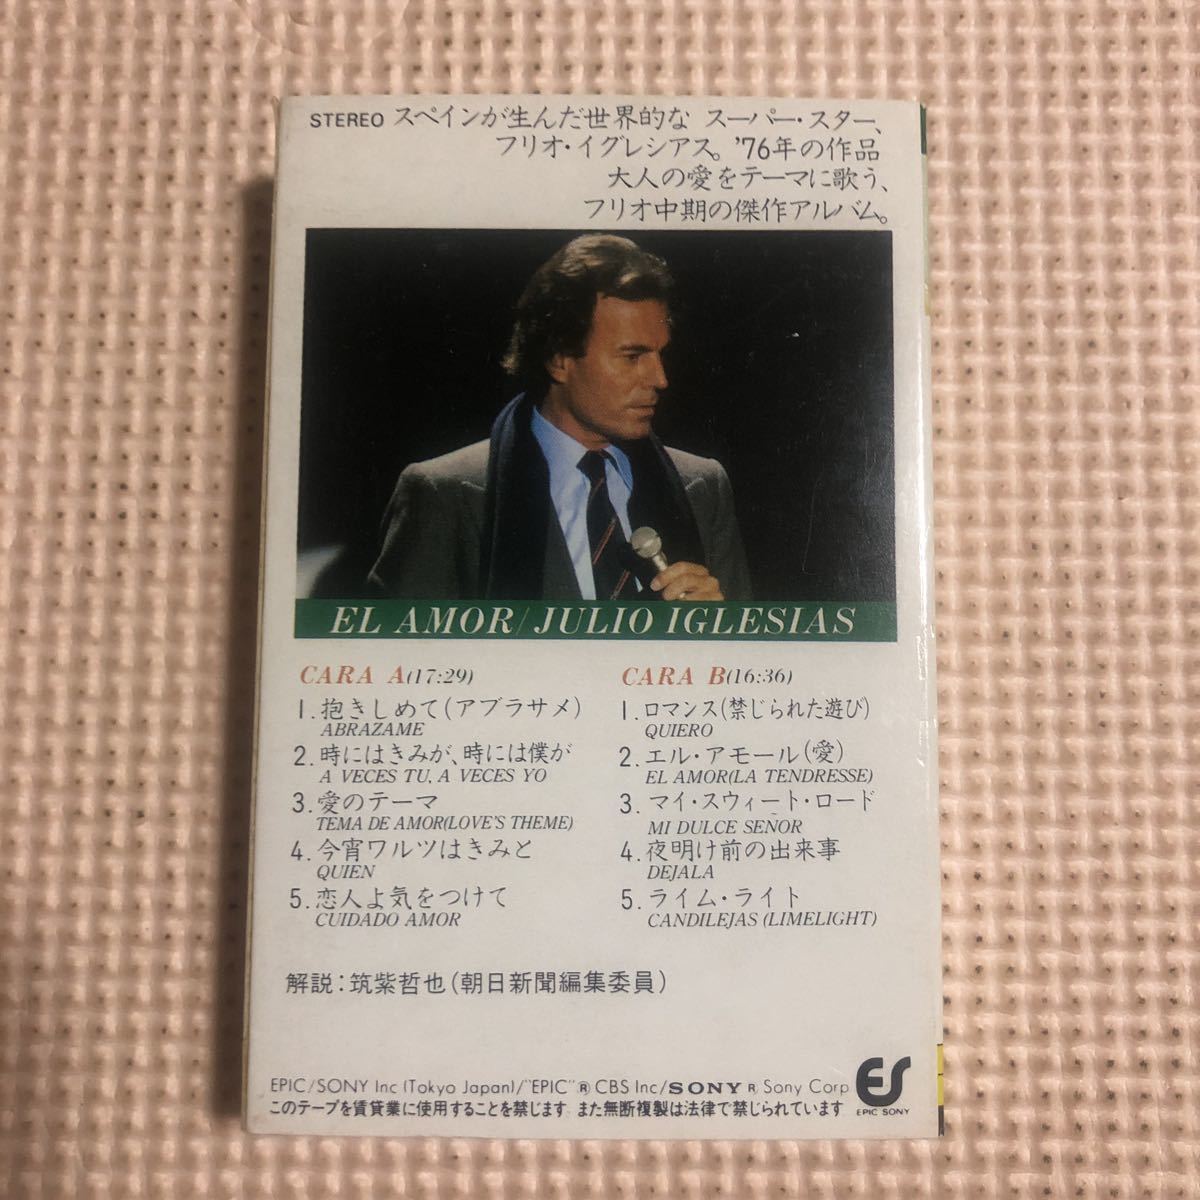 STEREO スペインが生んだ世界的な スーパー・スター、
フリオ・イグレシアス。'76年の作品
大人の愛をテーマに歌う、
フリオ中期の傑作アルバム。
EL AMOR/JULIO IGLESIAS
CARA A(17:29)
1.抱きしめて(アブラサメ)
ABRAZAME
2.時にはきみが、時には僕が
A VECES TU, A VECES YO
3.愛のテーマ
TEMA DE AMOR(LOVE'S THEME)
4.今宵ワルツはきみと
QUIEN
5.恋人よ気をつけて
CUIDADO AMOR
CARA B(16:36)
1.ロマンス(禁じられた遊び)
QUIERO
2.エル・アモール(愛)
EL AMOR(LA TENDRESSE)
3.マイ・スウィート・ロード
MI DULCE SEÑOR
4.夜明け前の出来事
DEJALA
5.ライム・ライト
CANDILEJAS (LIMELIGHT)
解説：筑紫哲也(朝日新聞編集委員)
EPIC/SONY Inc (Tokyo Japan)/"EPIC" ® CBS Inc/SONY ® Sony Corp
このテープを賃貸業に使用することを禁じます また無断複製は法律で禁じられています
ES
EPIC SONY